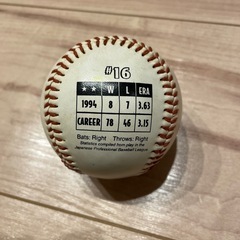 #16
★★ W L ERA
1994 8 7 3.63
CAREER 78 46 3.15
Bats: Right Throws: Right
Statistics compiled from play in the
Japanese Professional Baseball League.